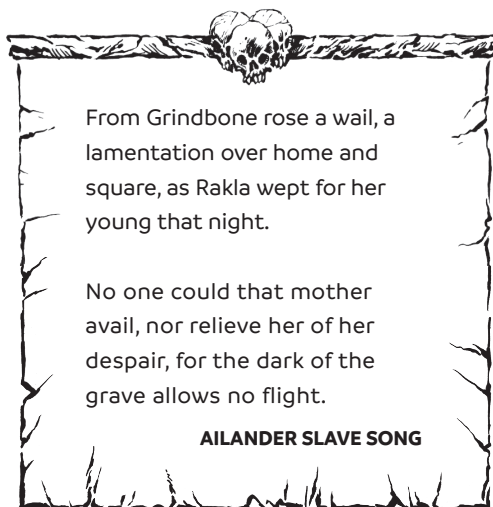 From Grindbone rose a wail, a
lamentation over home and
square, as Rakla wept for her
young that night.
No one could that mother
avail, nor relieve her of her
despair, for the dark of the
grave allows no flight.
AILANDER SLAVE SONG